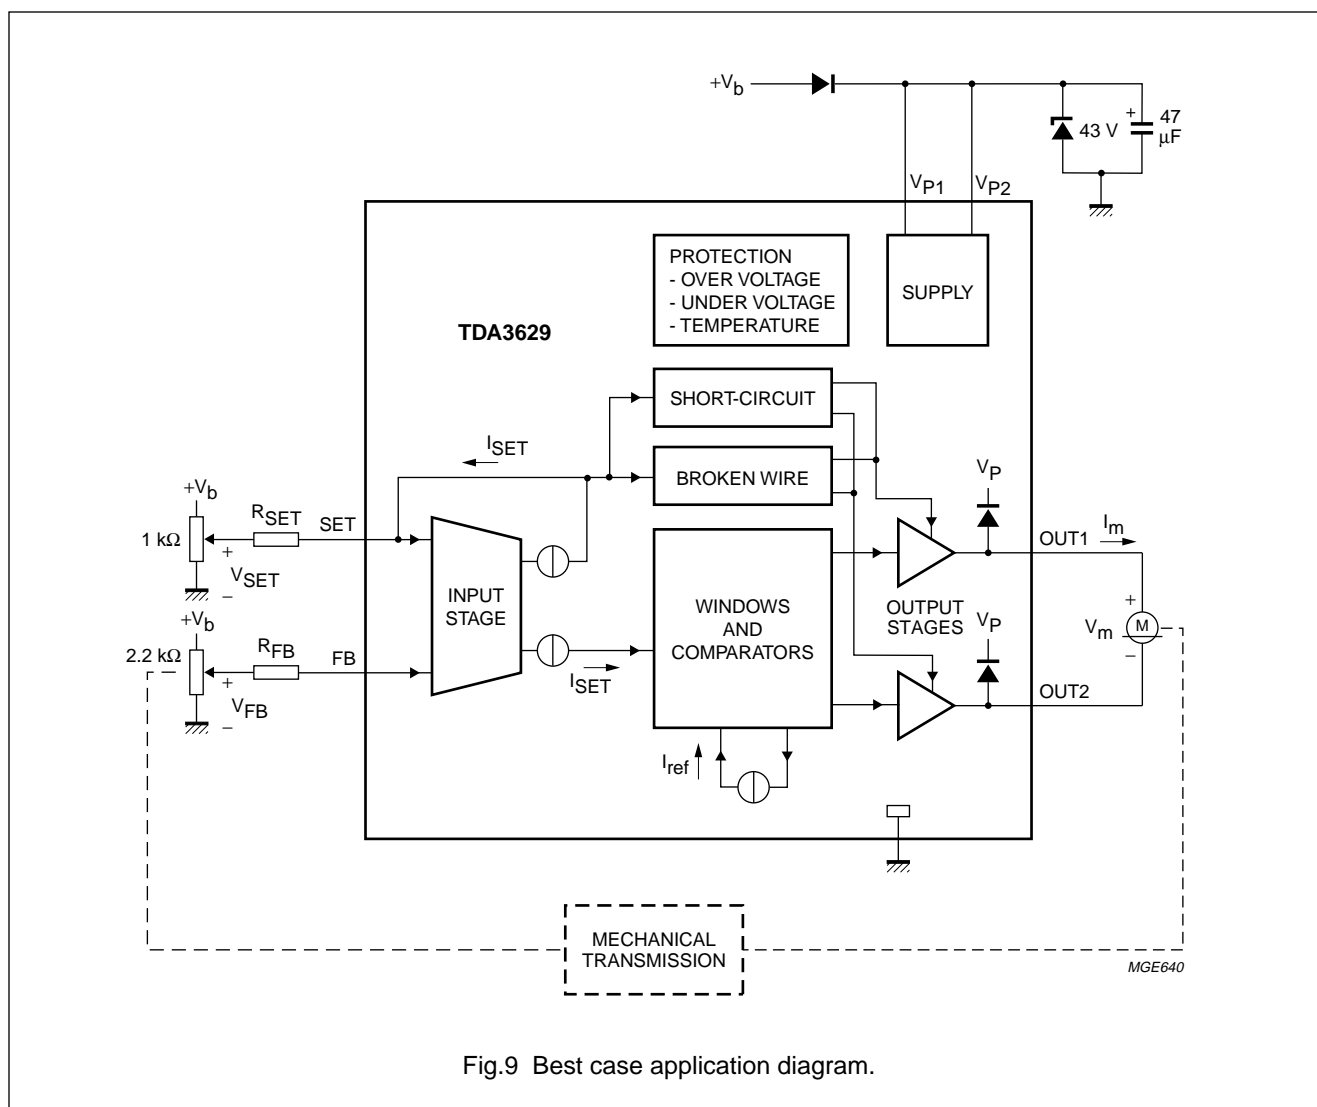 +Vb
43 V
+
47
μF
VP1
VP2
PROTECTION
- OVER VOLTAGE
- UNDER VOLTAGE
- TEMPERATURE
SUPPLY
TDA3629
SHORT-CIRCUIT
ISET
BROKEN WIRE
+Vb
RSET
SET
1 kΩ
+
VSET
−
INPUT
STAGE
WINDOWS
AND
COMPARATORS
VP
OUT1
Im
OUTPUT
STAGES
+
Vm
M
−
+Vb
2.2 kΩ
RFB
FB
+
VFB
−
ISET
VP
OUT2
Iref
MECHANICAL
TRANSMISSION
MGE640
Fig.9 Best case application diagram.